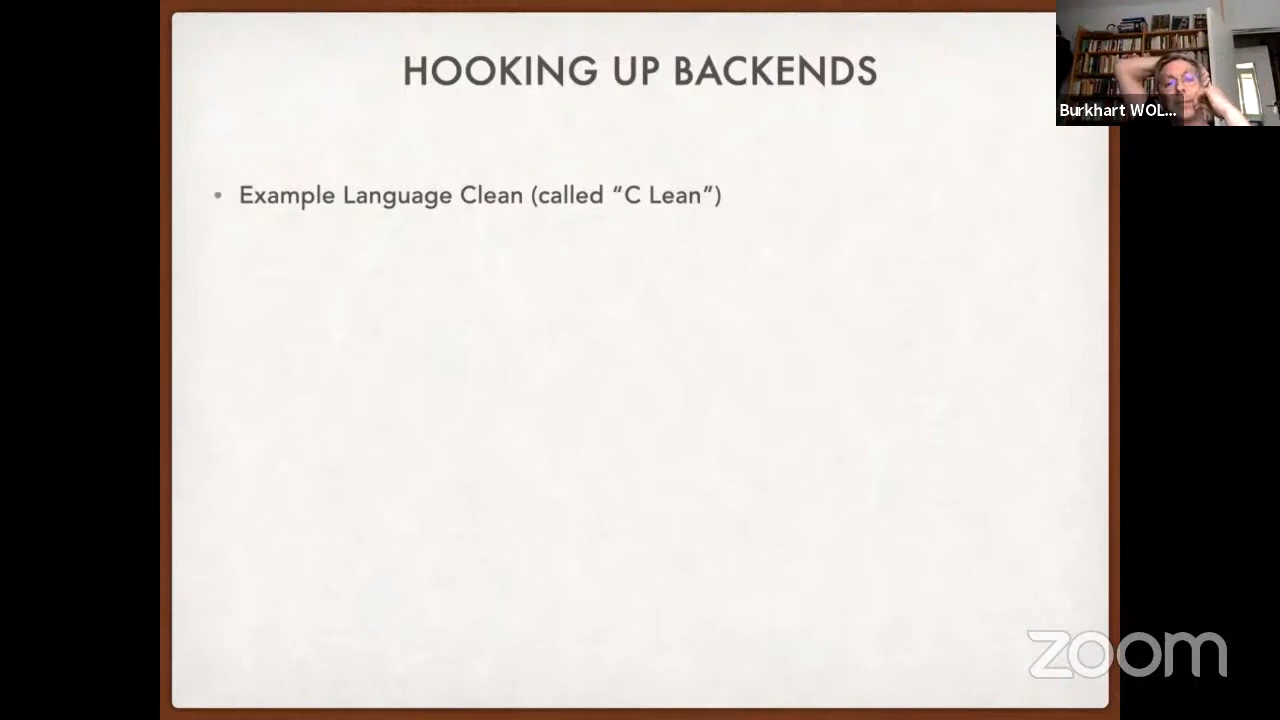 HOOKING UP BACKENDS
Burkhart WOL...
• Example Language Clean (called “C Lean”)
zoom